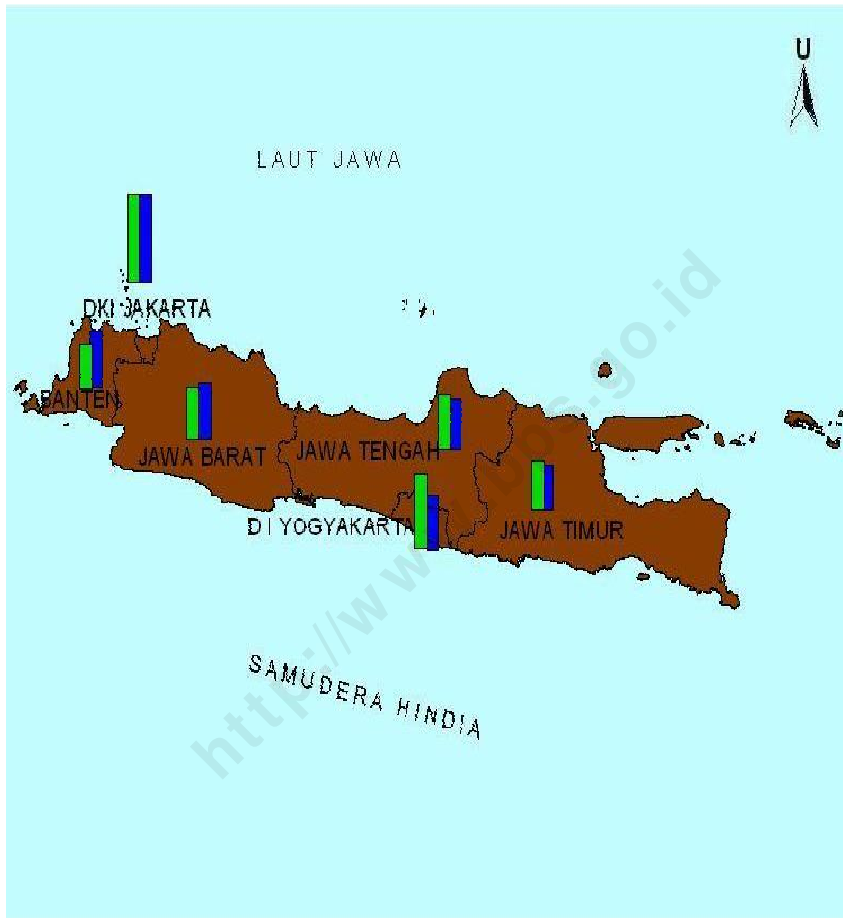 U
LAUT JAWA
DKI JAKARTA
BANTEN
JAWA BARAT
JAWA TENGAH
D I YOGYAKARTA
JAWA TIMUR
SAMUDERA HINDIA
http://www.bps.go.id